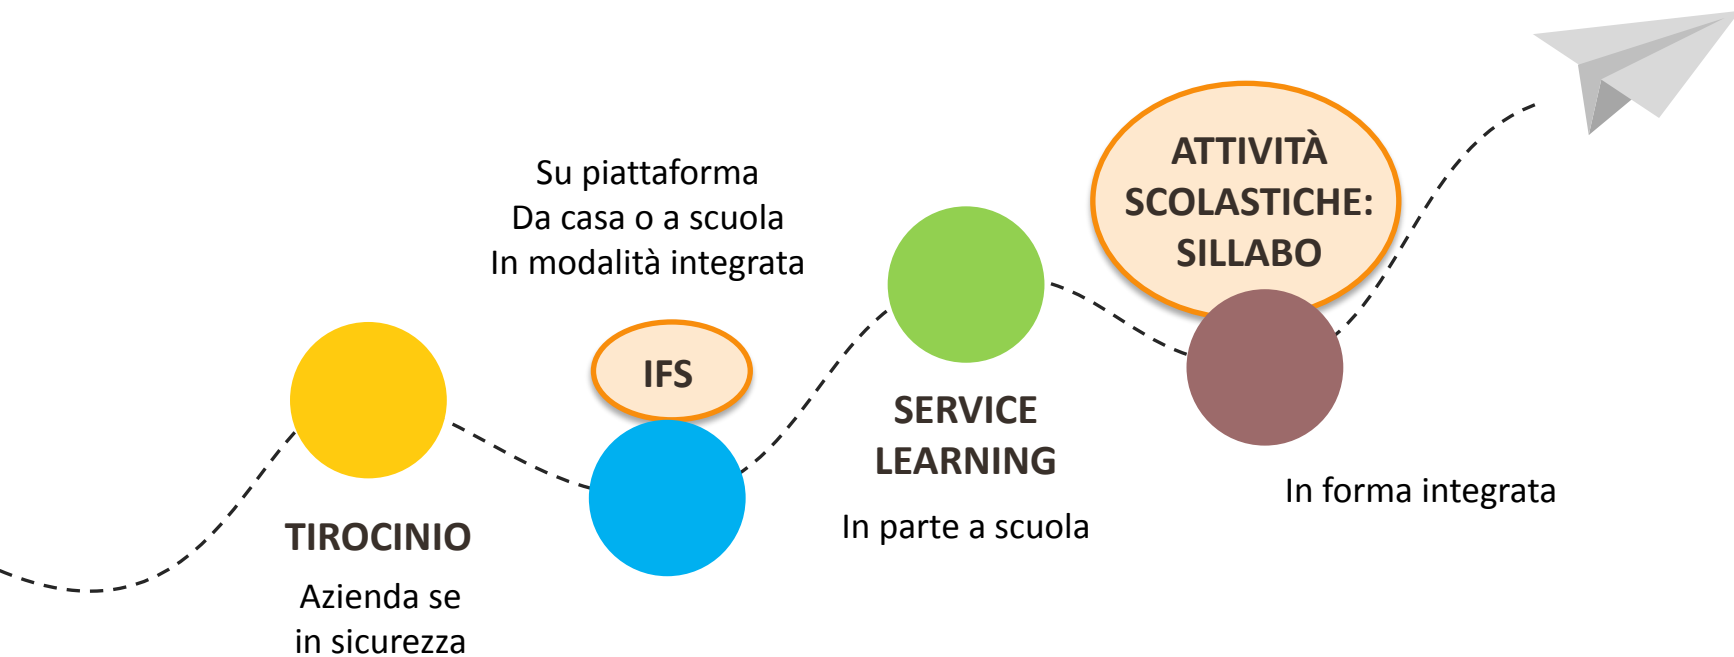 TIROCINIO
Azienda se
in sicurezza
Su piattaforma
Da casa o a scuola
In modalità integrata
IFS
SERVICE
LEARNING
In parte a scuola
ATTIVITÀ
SCOLASTICHE:
SILLABO
In forma integrata